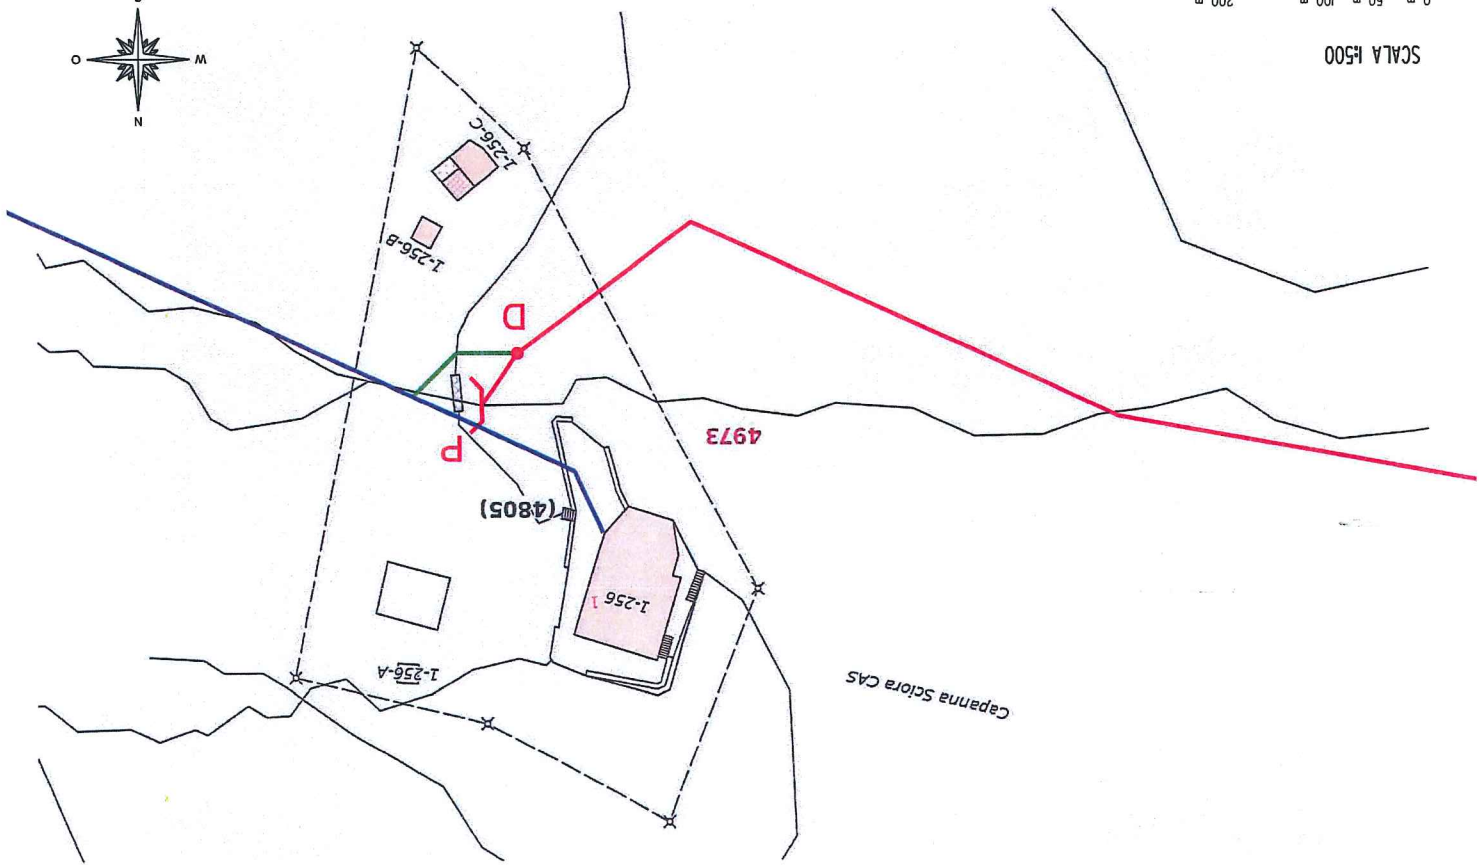 Capanna Sciora CAS
1-256-A
1-256
1
(4805)
4973
P
D
1-256-B
1-256-C
N
W O
SCALA 1:500